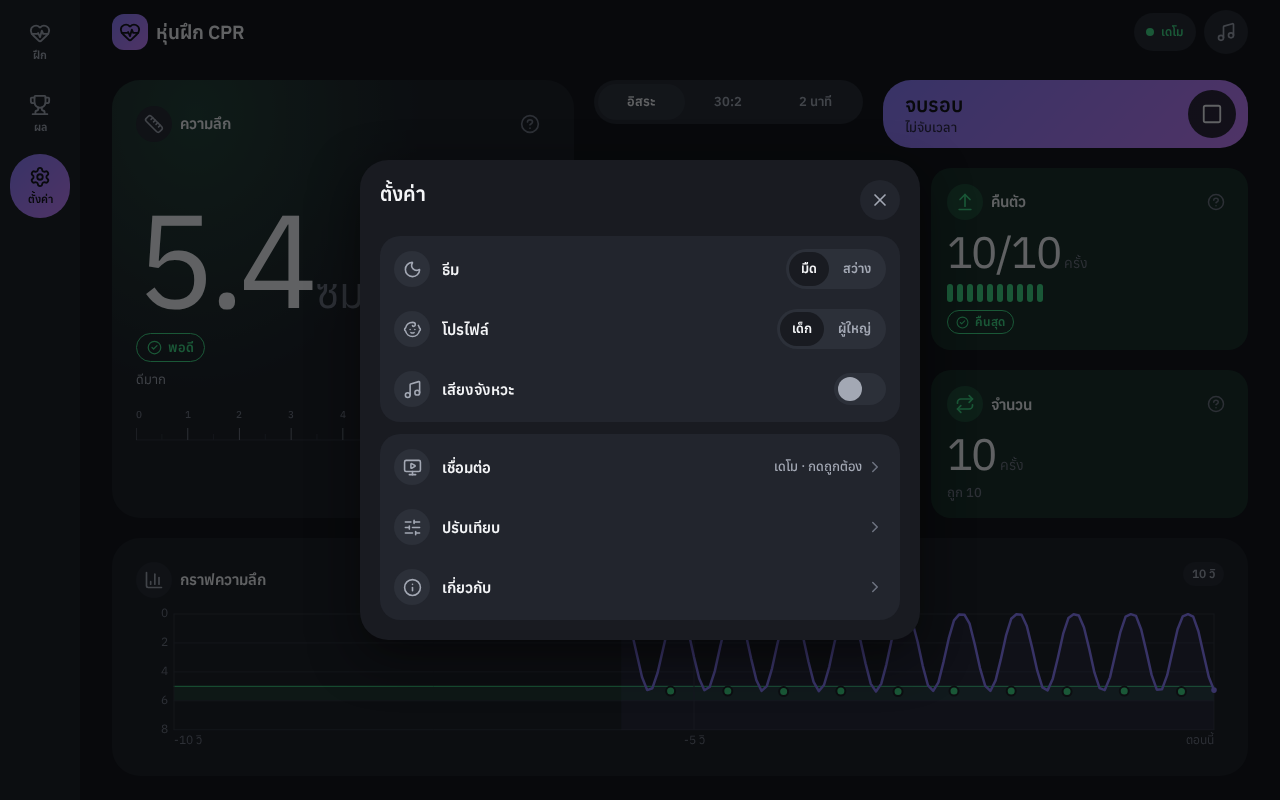 ฝึก
ผล
ตั้งค่า
หุ่นฝึก CPR
เดโม
ความลึก
5.4 ซม
พอดี
ดีมาก
0 1 2 3 4
อิสระ 30:2 2 นาที
จบรอบ
ไม่จับเวลา
คืนตัว
10/10 ครั้ง
คืนสุด
จำนวน
10 ครั้ง
ถูก 10
ตั้งค่า
ธีม มืด สว่าง
โปรไฟล์ เด็ก ผู้ใหญ่
เสียงจังหวะ
เชื่อมต่อ เดโม · กดถูกต้อง
ปรับเทียบ
เกี่ยวกับ
กราฟความลึก
10 วิ
0
2
4
6
8
-10 วิ -5 วิ ตอนนี้